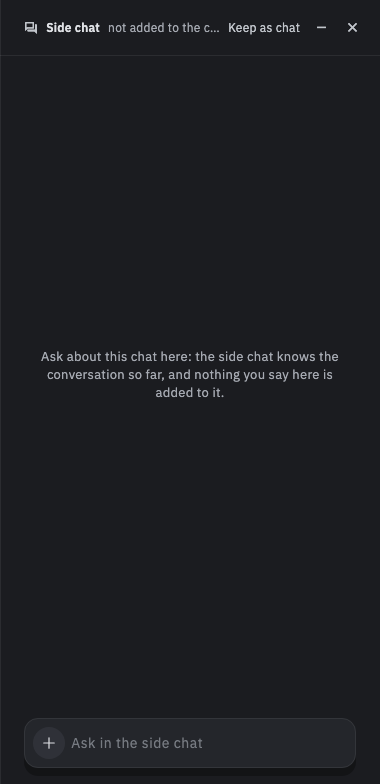 Side chat not added to the c... Keep as chat
Ask about this chat here: the side chat knows the
conversation so far, and nothing you say here is
added to it.
Ask in the side chat